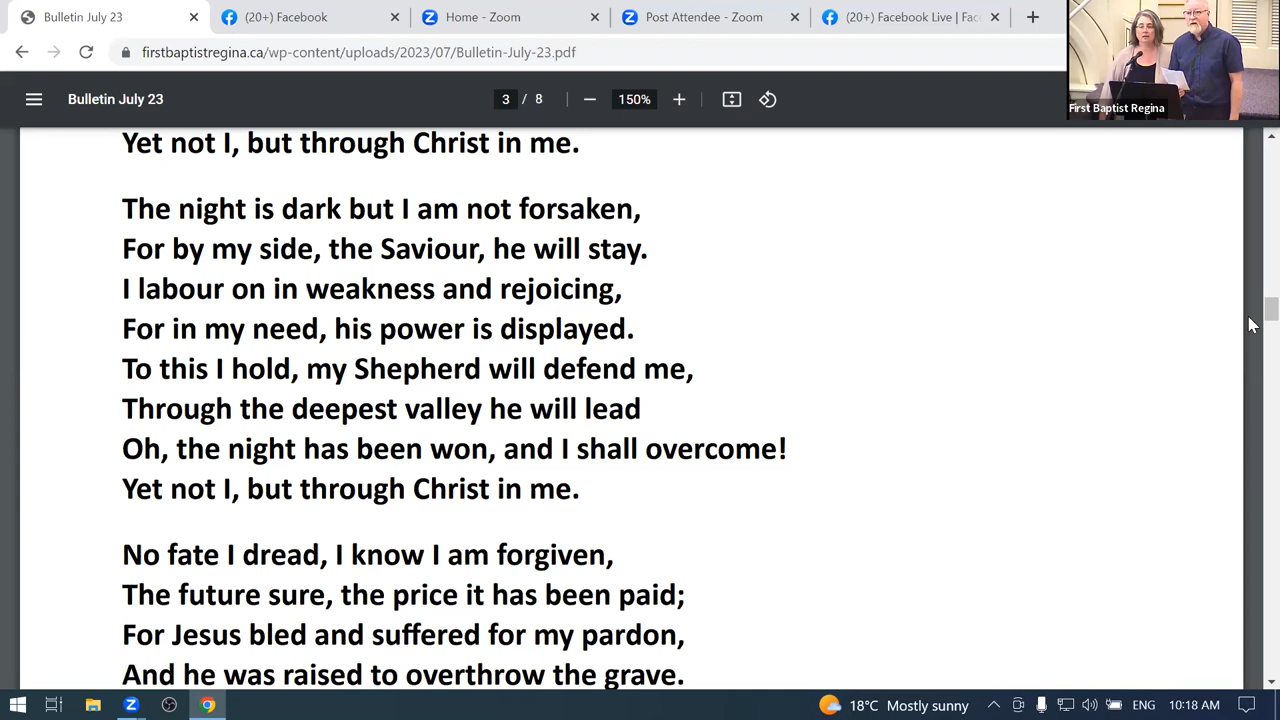 Bulletin July 23
(20+) Facebook
Home - Zoom
Post Attendee - Zoom
(20+) Facebook Live | Fac
firstbaptistregina.ca/wp-content/uploads/2023/07/Bulletin-July-23.pdf
First Baptist Regina
Bulletin July 23
3 / 8
150%
Yet not I, but through Christ in me.
The night is dark but I am not forsaken,
For by my side, the Saviour, he will stay.
I labour on in weakness and rejoicing,
For in my need, his power is displayed.
To this I hold, my Shepherd will defend me,
Through the deepest valley he will lead
Oh, the night has been won, and I shall overcome!
Yet not I, but through Christ in me.
No fate I dread, I know I am forgiven,
The future sure, the price it has been paid;
For Jesus bled and suffered for my pardon,
And he was raised to overthrow the grave.
18°C Mostly sunny
ENG
10:18 AM